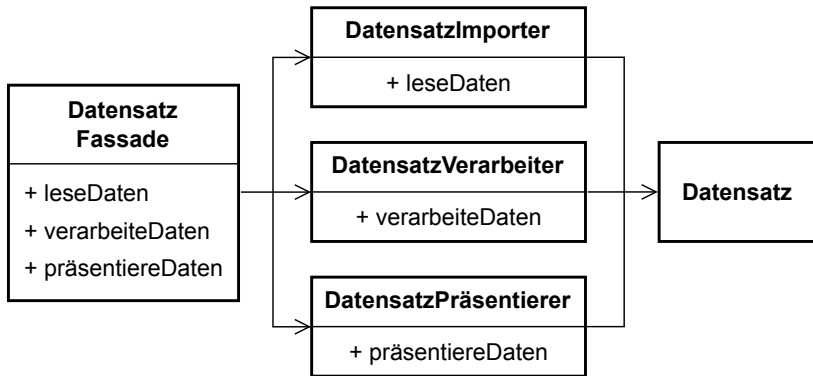 Datensatz
Fassade
+ leseDaten
+ verarbeiteDaten
+ präsentiereDaten
DatensatzImporter
+ leseDaten
DatensatzVerarbeiter
+ verarbeiteDaten
DatensatzPräsentierer
+ präsentiereDaten
Datensatz